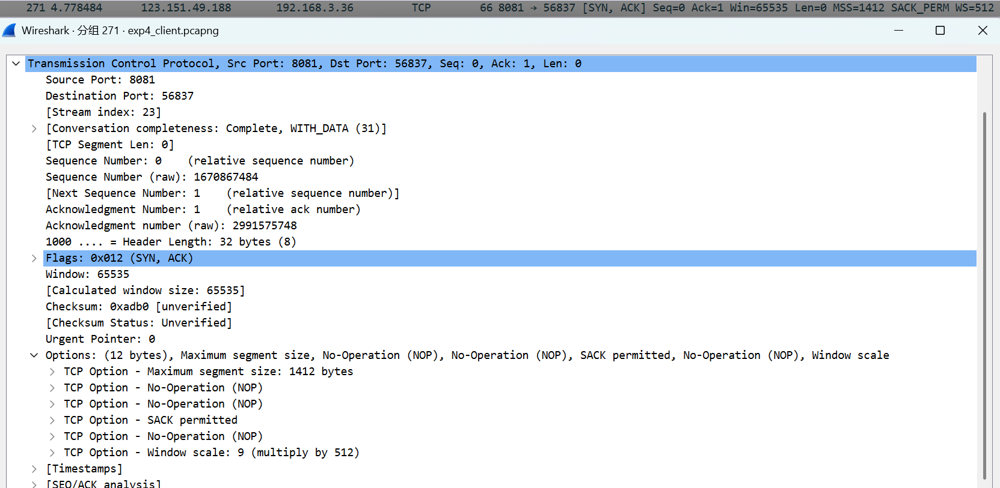 271 4.778484 123.151.49.188 192.168.3.36 TCP 66 8081 → 56837 [SYN, ACK] Seq=0 Ack=1 Win=65535 Len=0 MSS=1412 SACK_PERM WS=512
Wireshark · 分组 271 · exp4_client.pcapng
Transmission Control Protocol, Src Port: 8081, Dst Port: 56837, Seq: 0, Ack: 1, Len: 0
Source Port: 8081
Destination Port: 56837
[Stream index: 23]
[Conversation completeness: Complete, WITH_DATA (31)]
[TCP Segment Len: 0]
Sequence Number: 0    (relative sequence number)
Sequence Number (raw): 1670867484
[Next Sequence Number: 1    (relative sequence number)]
Acknowledgment Number: 1    (relative ack number)
Acknowledgment number (raw): 2991575748
1000 .... = Header Length: 32 bytes (8)
Flags: 0x012 (SYN, ACK)
Window: 65535
[Calculated window size: 65535]
Checksum: 0xadb0 [unverified]
[Checksum Status: Unverified]
Urgent Pointer: 0
Options: (12 bytes), Maximum segment size, No-Operation (NOP), No-Operation (NOP), SACK permitted, No-Operation (NOP), Window scale
TCP Option - Maximum segment size: 1412 bytes
TCP Option - No-Operation (NOP)
TCP Option - No-Operation (NOP)
TCP Option - SACK permitted
TCP Option - No-Operation (NOP)
TCP Option - Window scale: 9 (multiply by 512)
[Timestamps]
[SEQ/ACK analysis]